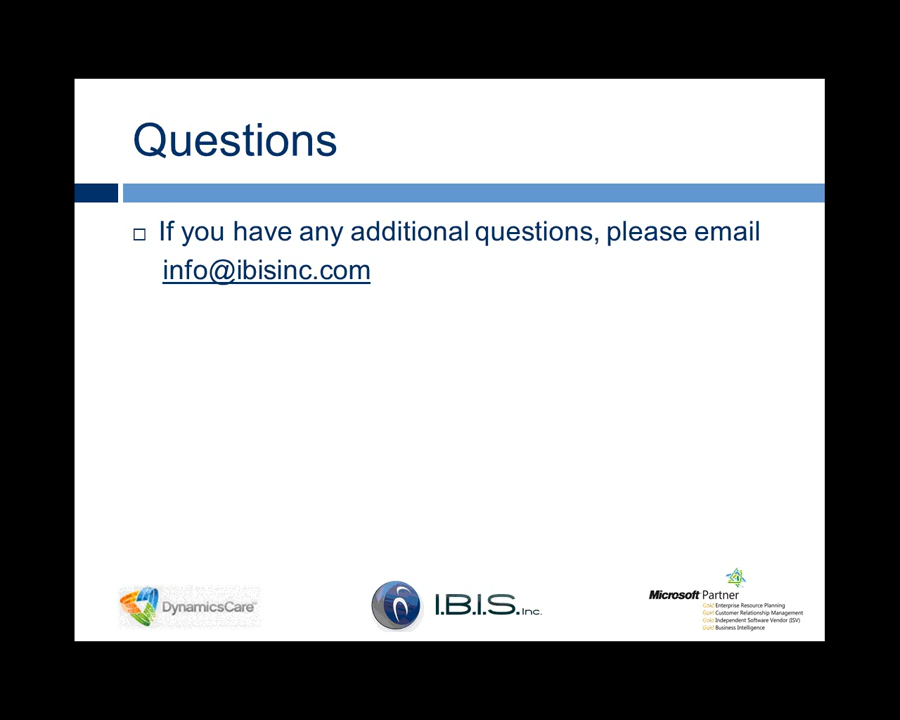 Questions
□ If you have any additional questions, please email
info@ibisinc.com
DynamicsCare™
I.B.I.S. Inc.
Microsoft Partner
Gold Enterprise Resource Planning
Gold Customer Relationship Management
Gold Independent Software Vendor (ISV)
Gold Business Intelligence